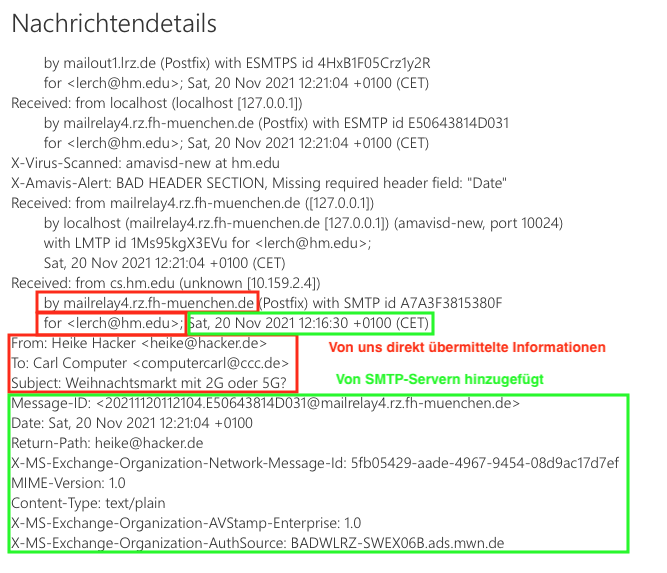 Nachrichtendetails
by mailout1.lrz.de (Postfix) with ESMTPS id 4HxB1F05Crz1y2R
for <lerch@hm.edu>; Sat, 20 Nov 2021 12:21:04 +0100 (CET)
Received: from localhost (localhost [127.0.0.1])
by mailrelay4.rz.fh-muenchen.de (Postfix) with ESMTP id E50643814D031
for <lerch@hm.edu>; Sat, 20 Nov 2021 12:21:04 +0100 (CET)
X-Virus-Scanned: amavisd-new at hm.edu
X-Amavis-Alert: BAD HEADER SECTION, Missing required header field: "Date"
Received: from mailrelay4.rz.fh-muenchen.de ([127.0.0.1])
by localhost (mailrelay4.rz.fh-muenchen.de [127.0.0.1]) (amavisd-new, port 10024)
with LMTP id 1Ms95kgX3EVu for <lerch@hm.edu>;
Sat, 20 Nov 2021 12:21:04 +0100 (CET)
Received: from cs.hm.edu (unknown [10.159.2.4])
by mailrelay4.rz.fh-muenchen.de (Postfix) with SMTP id A7A3F3815380F
for <lerch@hm.edu>; Sat, 20 Nov 2021 12:16:30 +0100 (CET)
From: Heike Hacker <heike@hacker.de>
To: Carl Computer <computercarl@ccc.de>
Subject: Weihnachtsmarkt mit 2G oder 5G?
Von uns direkt übermittelte Informationen
Von SMTP-Servern hinzugefügt
Message-ID: <20211120112104.E50643814D031@mailrelay4.rz.fh-muenchen.de>
Date: Sat, 20 Nov 2021 12:21:04 +0100
Return-Path: heike@hacker.de
X-MS-Exchange-Organization-Network-Message-Id: 5fb05429-aade-4967-9454-08d9ac17d7ef
MIME-Version: 1.0
Content-Type: text/plain
X-MS-Exchange-Organization-AVStamp-Enterprise: 1.0
X-MS-Exchange-Organization-AuthSource: BADWLRZ-SWEX06B.ads.mwn.de